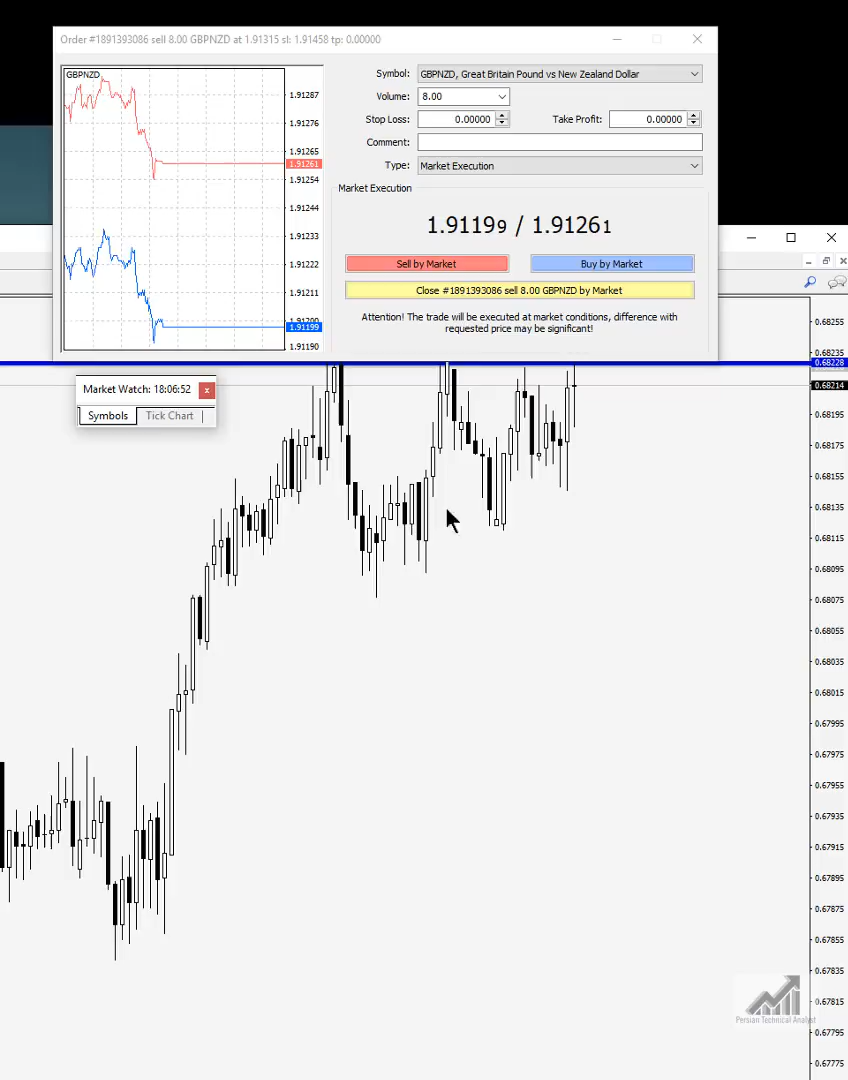 Order #1891393086 sell 8.00 GBPNZD at 1.91315 sl: 1.91458 tp: 0.00000
GBPNZD
1.91287
1.91276
1.91265
1.91261
1.91254
1.91244
1.91233
1.91222
1.91211
1.91200
1.91199
1.91190
Symbol: GBPNZD, Great Britain Pound vs New Zealand Dollar
Volume: 8.00
Stop Loss: 0.00000 Take Profit: 0.00000
Comment:
Type: Market Execution
Market Execution
1.91199 / 1.91261
Sell by Market Buy by Market
Close #1891393086 sell 8.00 GBPNZD by Market
Attention! The trade will be executed at market conditions, difference with
requested price may be significant!
Market Watch: 18:06:52
Symbols Tick Chart
0.68255
0.68235
0.68228
0.68214
0.68195
0.68175
0.68155
0.68135
0.68115
0.68095
0.68075
0.68055
0.68035
0.68015
0.67995
0.67955
0.67935
0.67915
0.67895
0.67875
0.67855
0.67835
0.67815
0.67795
0.67775
Persian Technical Analyst